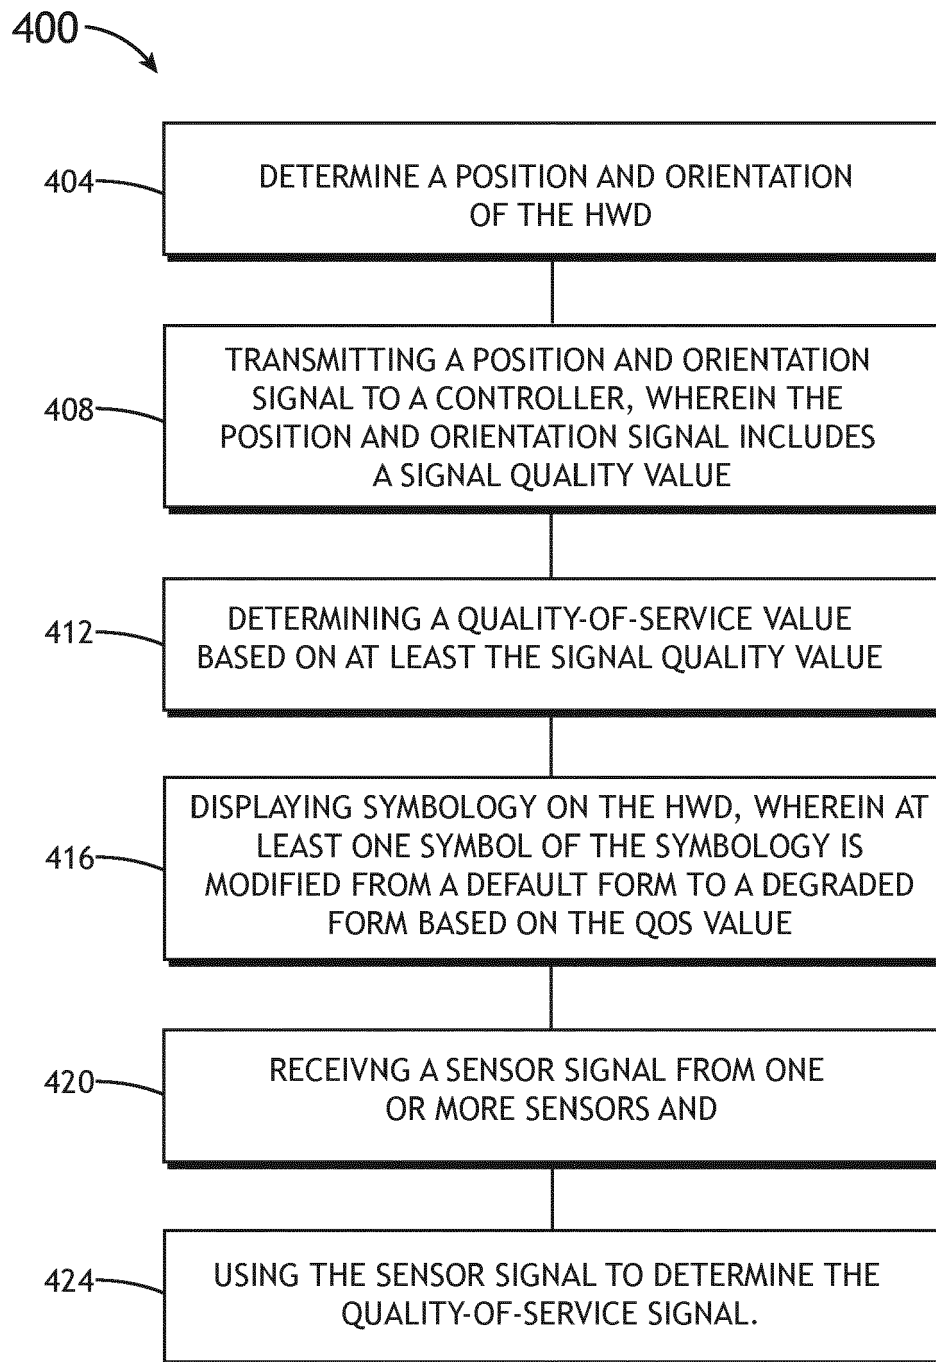 400
404
DETERMINE A POSITION AND ORIENTATION
OF THE HWD
408
TRANSMITTING A POSITION AND ORIENTATION
SIGNAL TO A CONTROLLER, WHEREIN THE
POSITION AND ORIENTATION SIGNAL INCLUDES
A SIGNAL QUALITY VALUE
412
DETERMINING A QUALITY-OF-SERVICE VALUE
BASED ON AT LEAST THE SIGNAL QUALITY VALUE
416
DISPLAYING SYMBOLOGY ON THE HWD, WHEREIN AT
LEAST ONE SYMBOL OF THE SYMBOLOGY IS
MODIFIED FROM A DEFAULT FORM TO A DEGRADED
FORM BASED ON THE QOS VALUE
420
RECEIVNG A SENSOR SIGNAL FROM ONE
OR MORE SENSORS AND
424
USING THE SENSOR SIGNAL TO DETERMINE THE
QUALITY-OF-SERVICE SIGNAL.